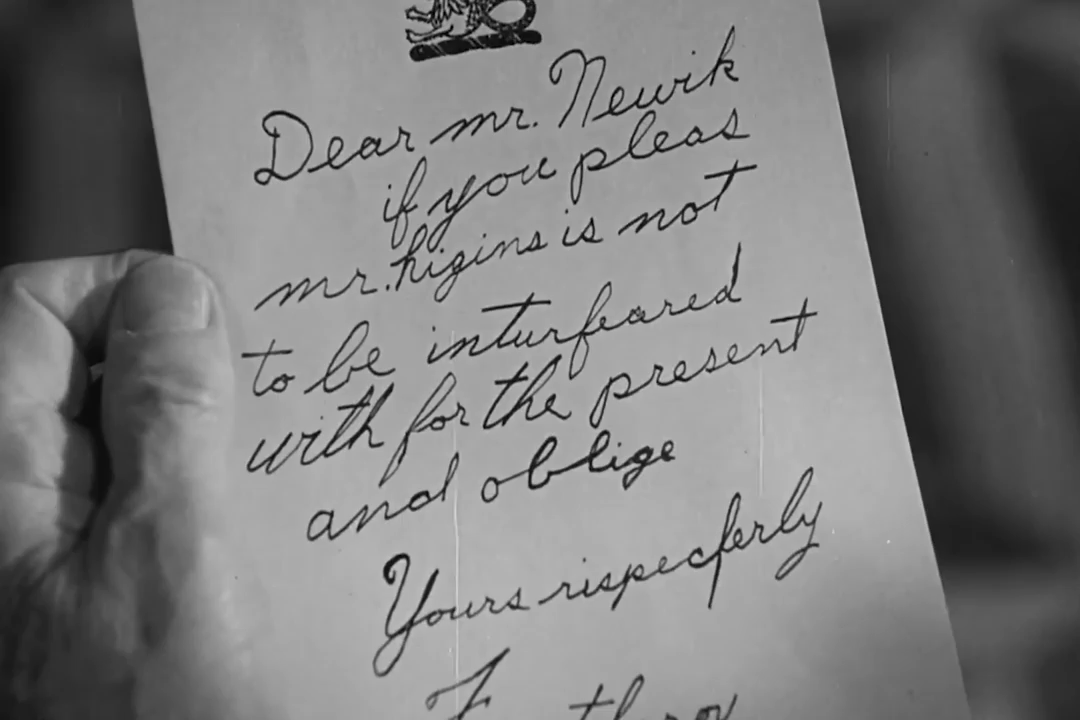 Dear mr. Newik
if you pleas
mr. higins is not
to be interfeared
with for the present
and oblige
Yours rispecferly